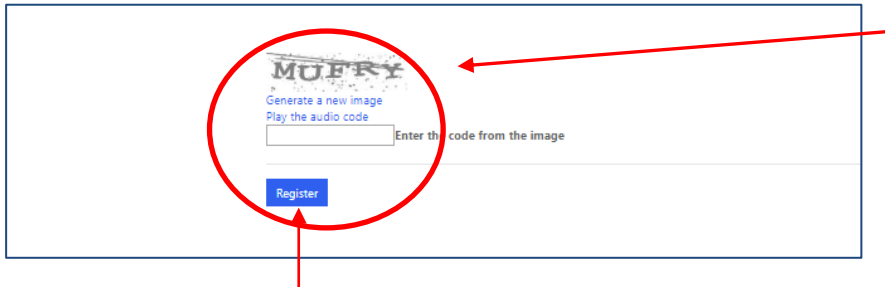 MUFRY
Generate a new image
Play the audio code
Enter the code from the image
Register